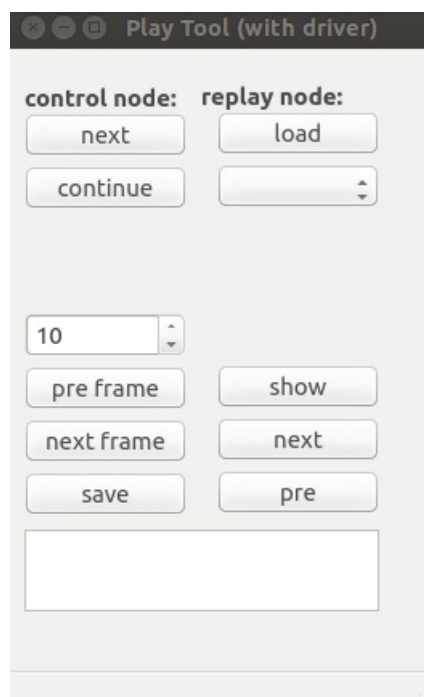 Play Tool (with driver)
control node: replay node:
next load
continue
10
pre frame show
next frame next
save pre